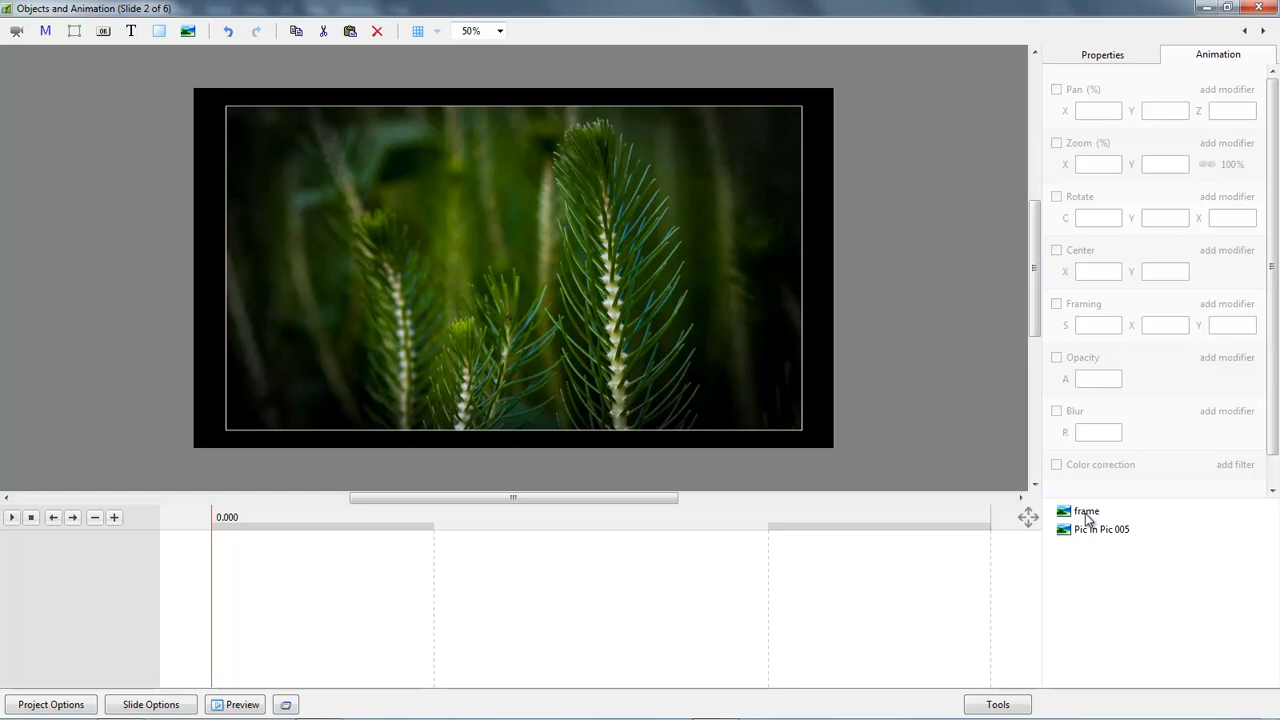 Objects and Animation (Slide 2 of 6)
M OK T 50%
Properties Animation
Pan (%) add modifier
X Y Z
Zoom (%) add modifier
X Y 100%
Rotate add modifier
C Y X
Center add modifier
X Y
Framing add modifier
S X Y
Opacity add modifier
A
Blur add modifier
R
Color correction add filter
0.000
frame
Pic in Pic 005
Project Options Slide Options Preview Tools